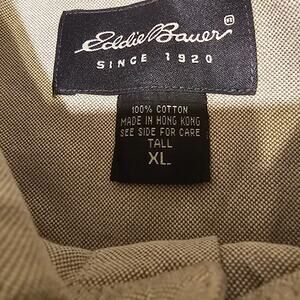 Eddie Bauer
SINCE 1920
100% COTTON
MADE IN HONG KONG
SEE SIDE FOR CARE
TALL
XL